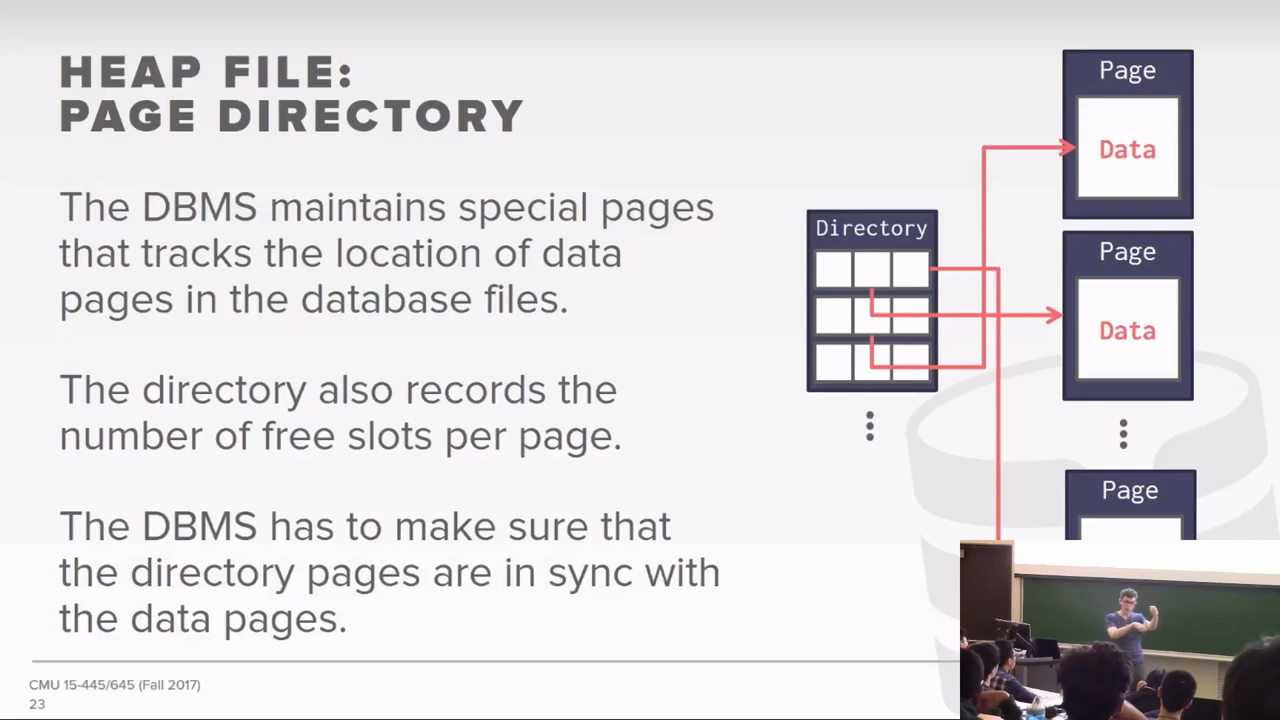 HEAP FILE:
PAGE DIRECTORY
The DBMS maintains special pages
that tracks the location of data
pages in the database files.
The directory also records the
number of free slots per page.
The DBMS has to make sure that
the directory pages are in sync with
the data pages.
Directory
Page
Data
Page
Data
Page
CMU 15-445/645 (Fall 2017)
23